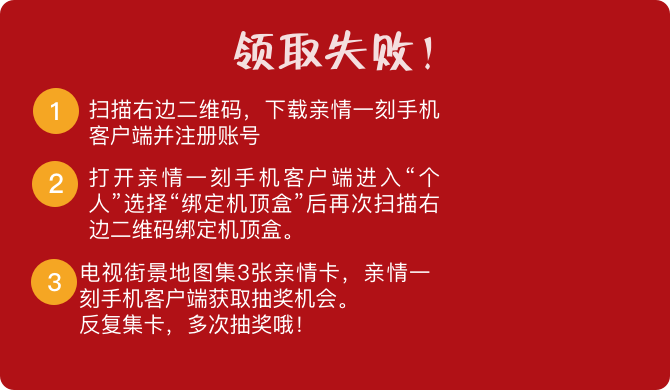 领取失败！
1 扫描右边二维码，下载亲情一刻手机
客户端并注册账号
2 打开亲情一刻手机客户端进入“个
人”选择“绑定机顶盒”后再次扫描右
边二维码绑定机顶盒。
3 电视街景地图集3张亲情卡，亲情一
刻手机客户端获取抽奖机会。
反复集卡，多次抽奖哦！